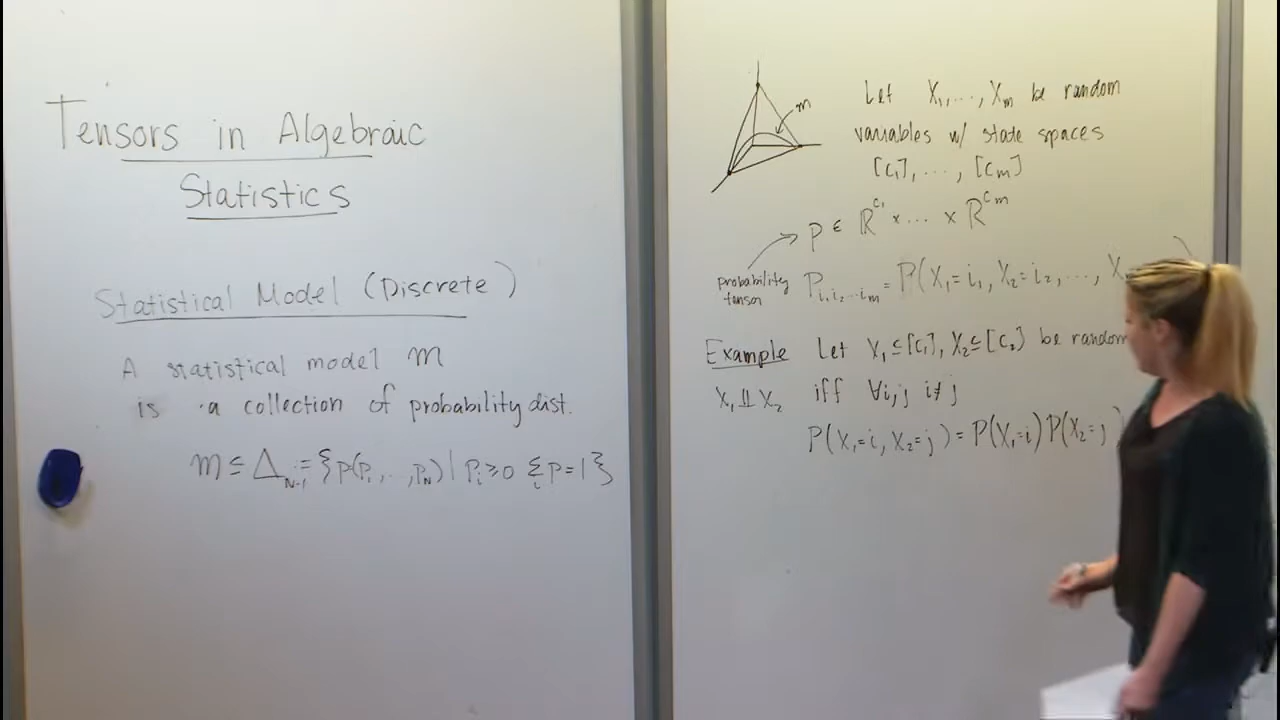 Tensors in Algebraic
Statistics
Statistical Model (Discrete)
A statistical model m
is a collection of probability dist.
m ⊆ Δ_{N-1} := {p(p_1, .., p_N) | p_i ≥ 0 Σ_i p = 1}
m
Let X_1, ..., X_m be random
variables w/ state spaces
[c_1], ..., [c_m]
P ∈ ℝ^{c_1} × ... × ℝ^{c_m}
probability
tensor
P_{i_1 i_2 ... i_m} = P(X_1 = i_1, X_2 = i_2, ..., X
Example Let X_1 ⊆ [c_1], X_2 ⊆ [c_2] be random
X_1 ⫫ X_2 iff ∀i,j i ≠ j
P(X_1 = i, X_2 = j) = P(X_1 = i) P(X_2 = j)